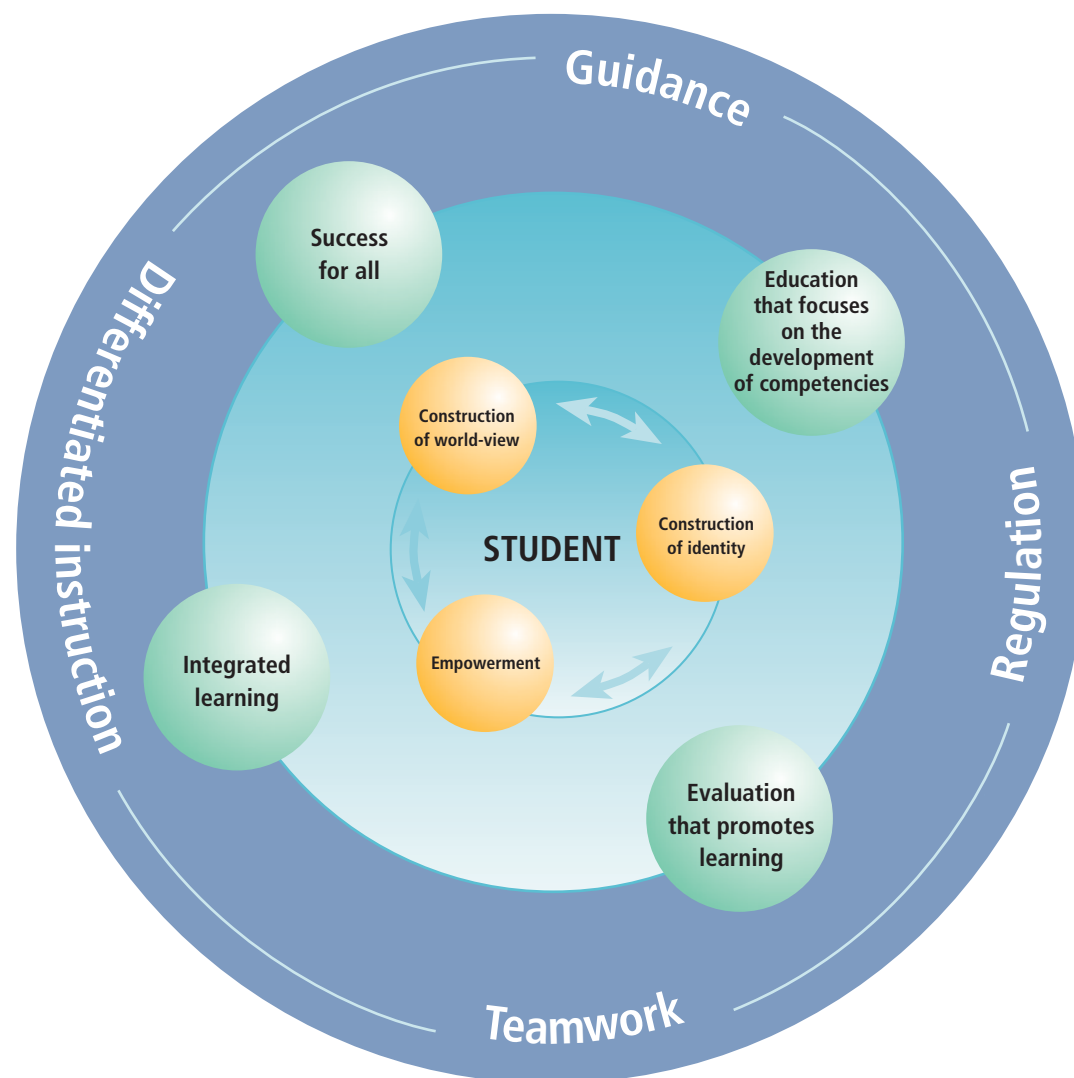 Guidance
Success
for all
Education
that focuses
on the
development
of competencies
Differentiated instruction
Construction
of world-view
Construction
of identity
STUDENT
Regulation
Empowerment
Integrated
learning
Evaluation
that promotes
learning
Teamwork